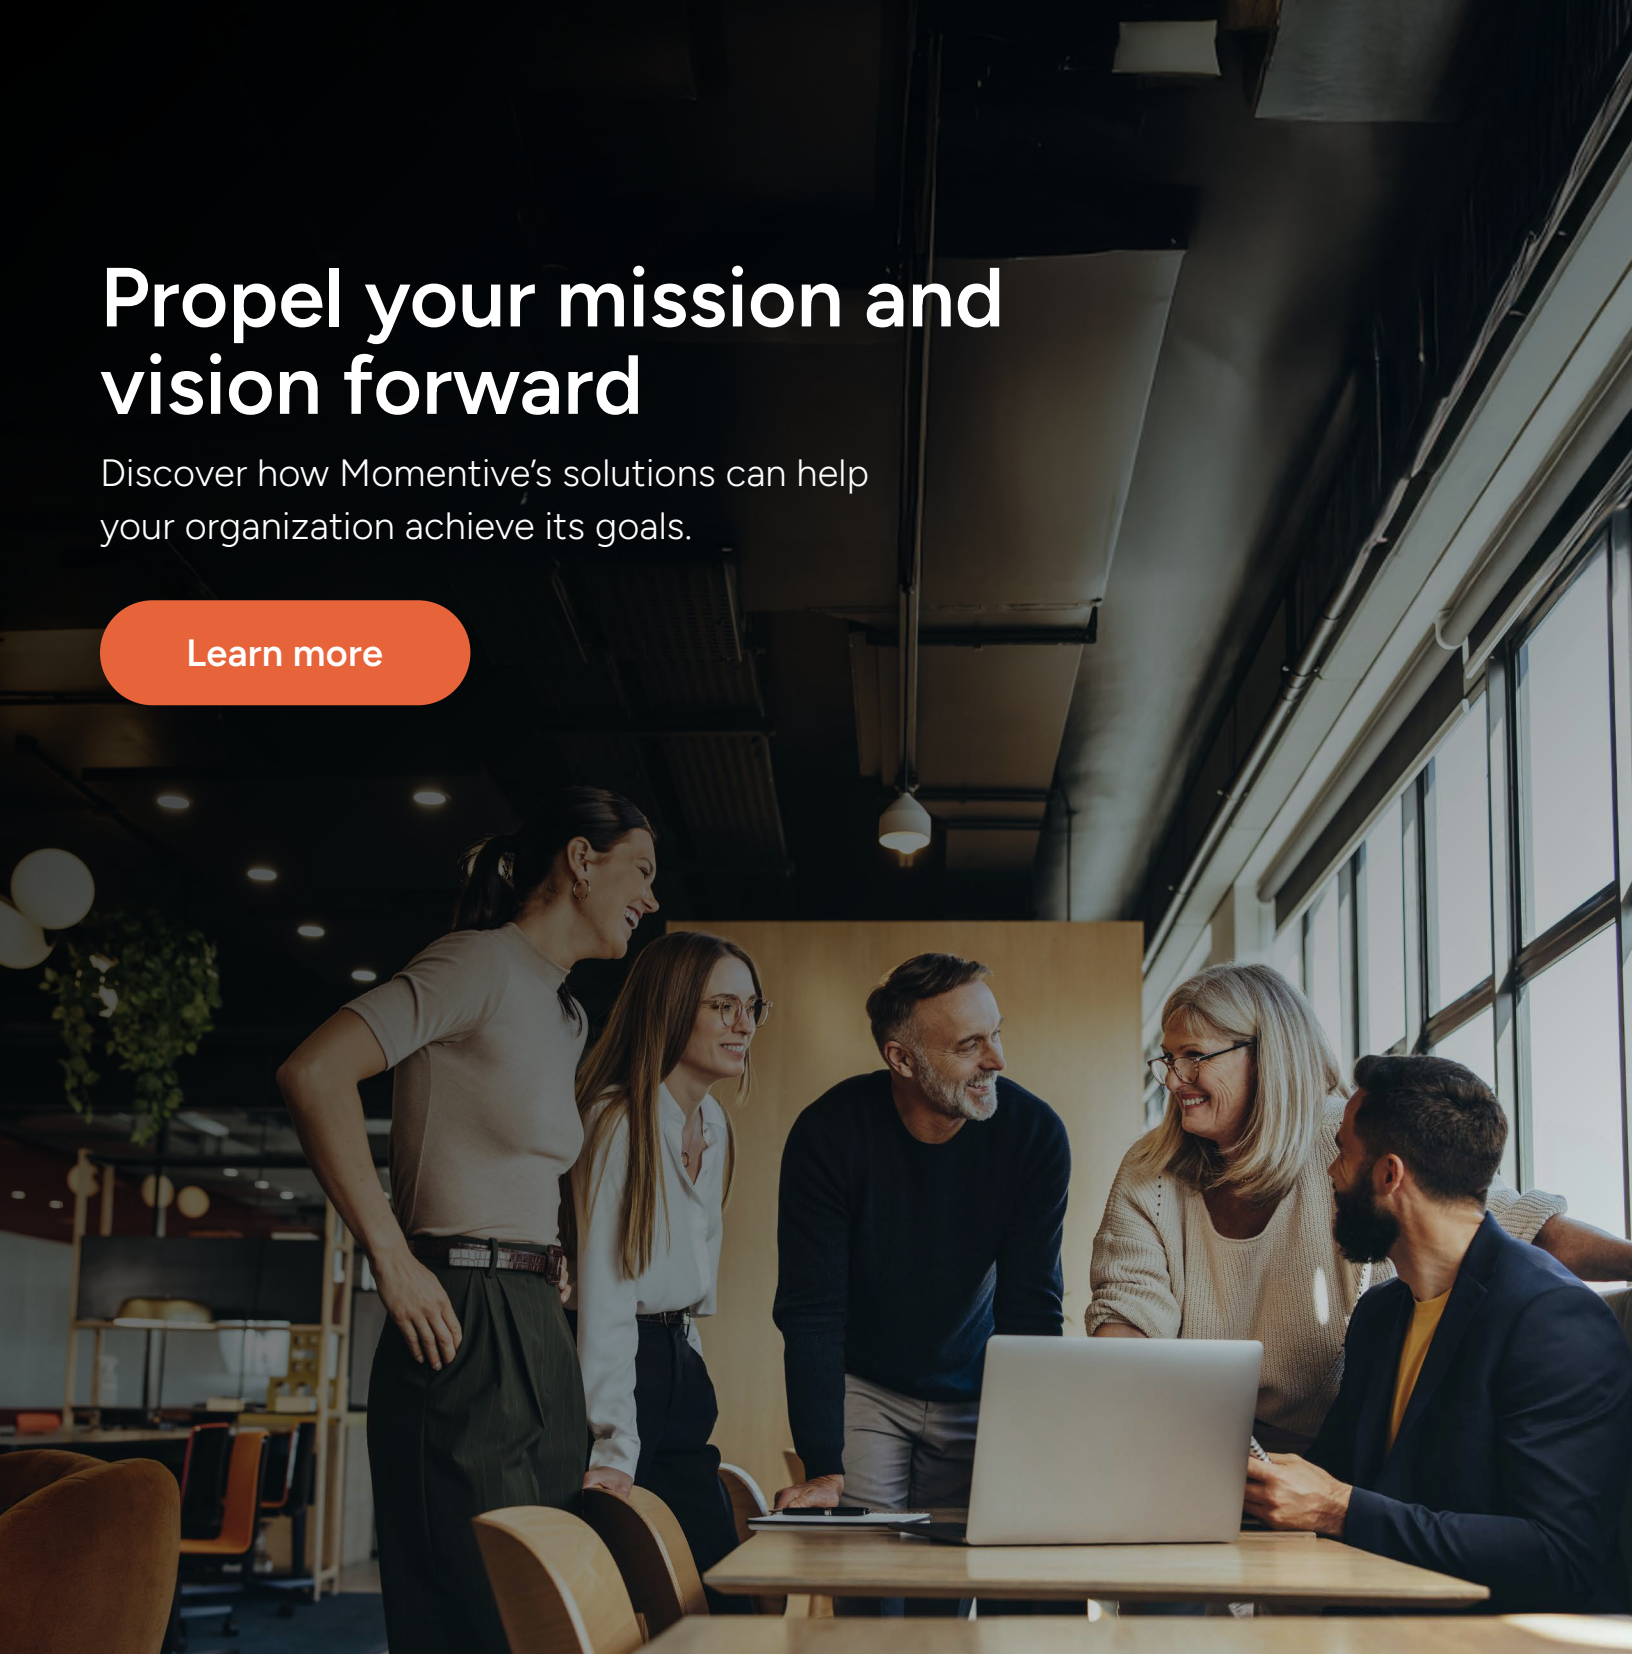 Propel your mission and
vision forward
Discover how Momentive’s solutions can help
your organization achieve its goals.
Learn more